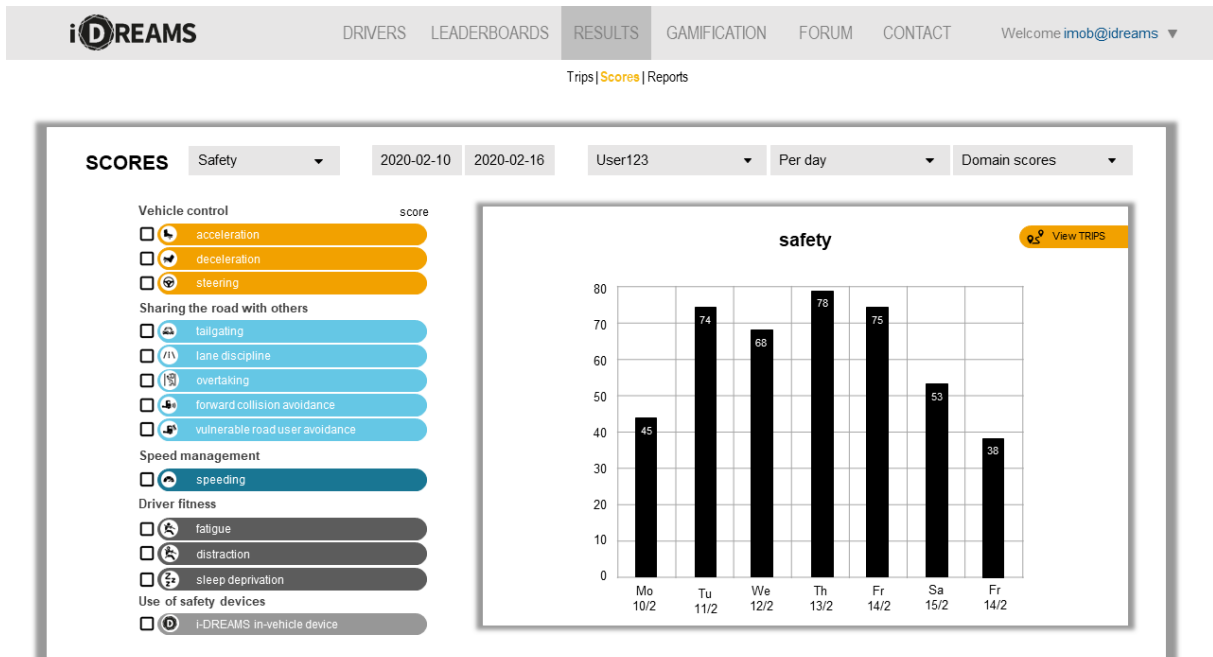 iDREAMS DRIVERS LEADERBOARDS RESULTS GAMIFICATION FORUM CONTACT Welcome imob@idreams ▼
Trips|Scores|Reports
SCORES Safety 2020-02-10 2020-02-16 User123 Per day Domain scores
Vehicle control score
acceleration
deceleration
steering
Sharing the road with others
tailgating
lane discipline
overtaking
forward collision avoidance
vulnerable road user avoidance
Speed management
speeding
Driver fitness
fatigue
distraction
sleep deprivation
Use of safety devices
i-DREAMS in-vehicle device
safety
View TRIPS
80
70
60
50
40
30
20
10
0
45 74 68 78 75 53 38
Mo Tu We Th Fr Sa Fr
10/2 11/2 12/2 13/2 14/2 15/2 14/2